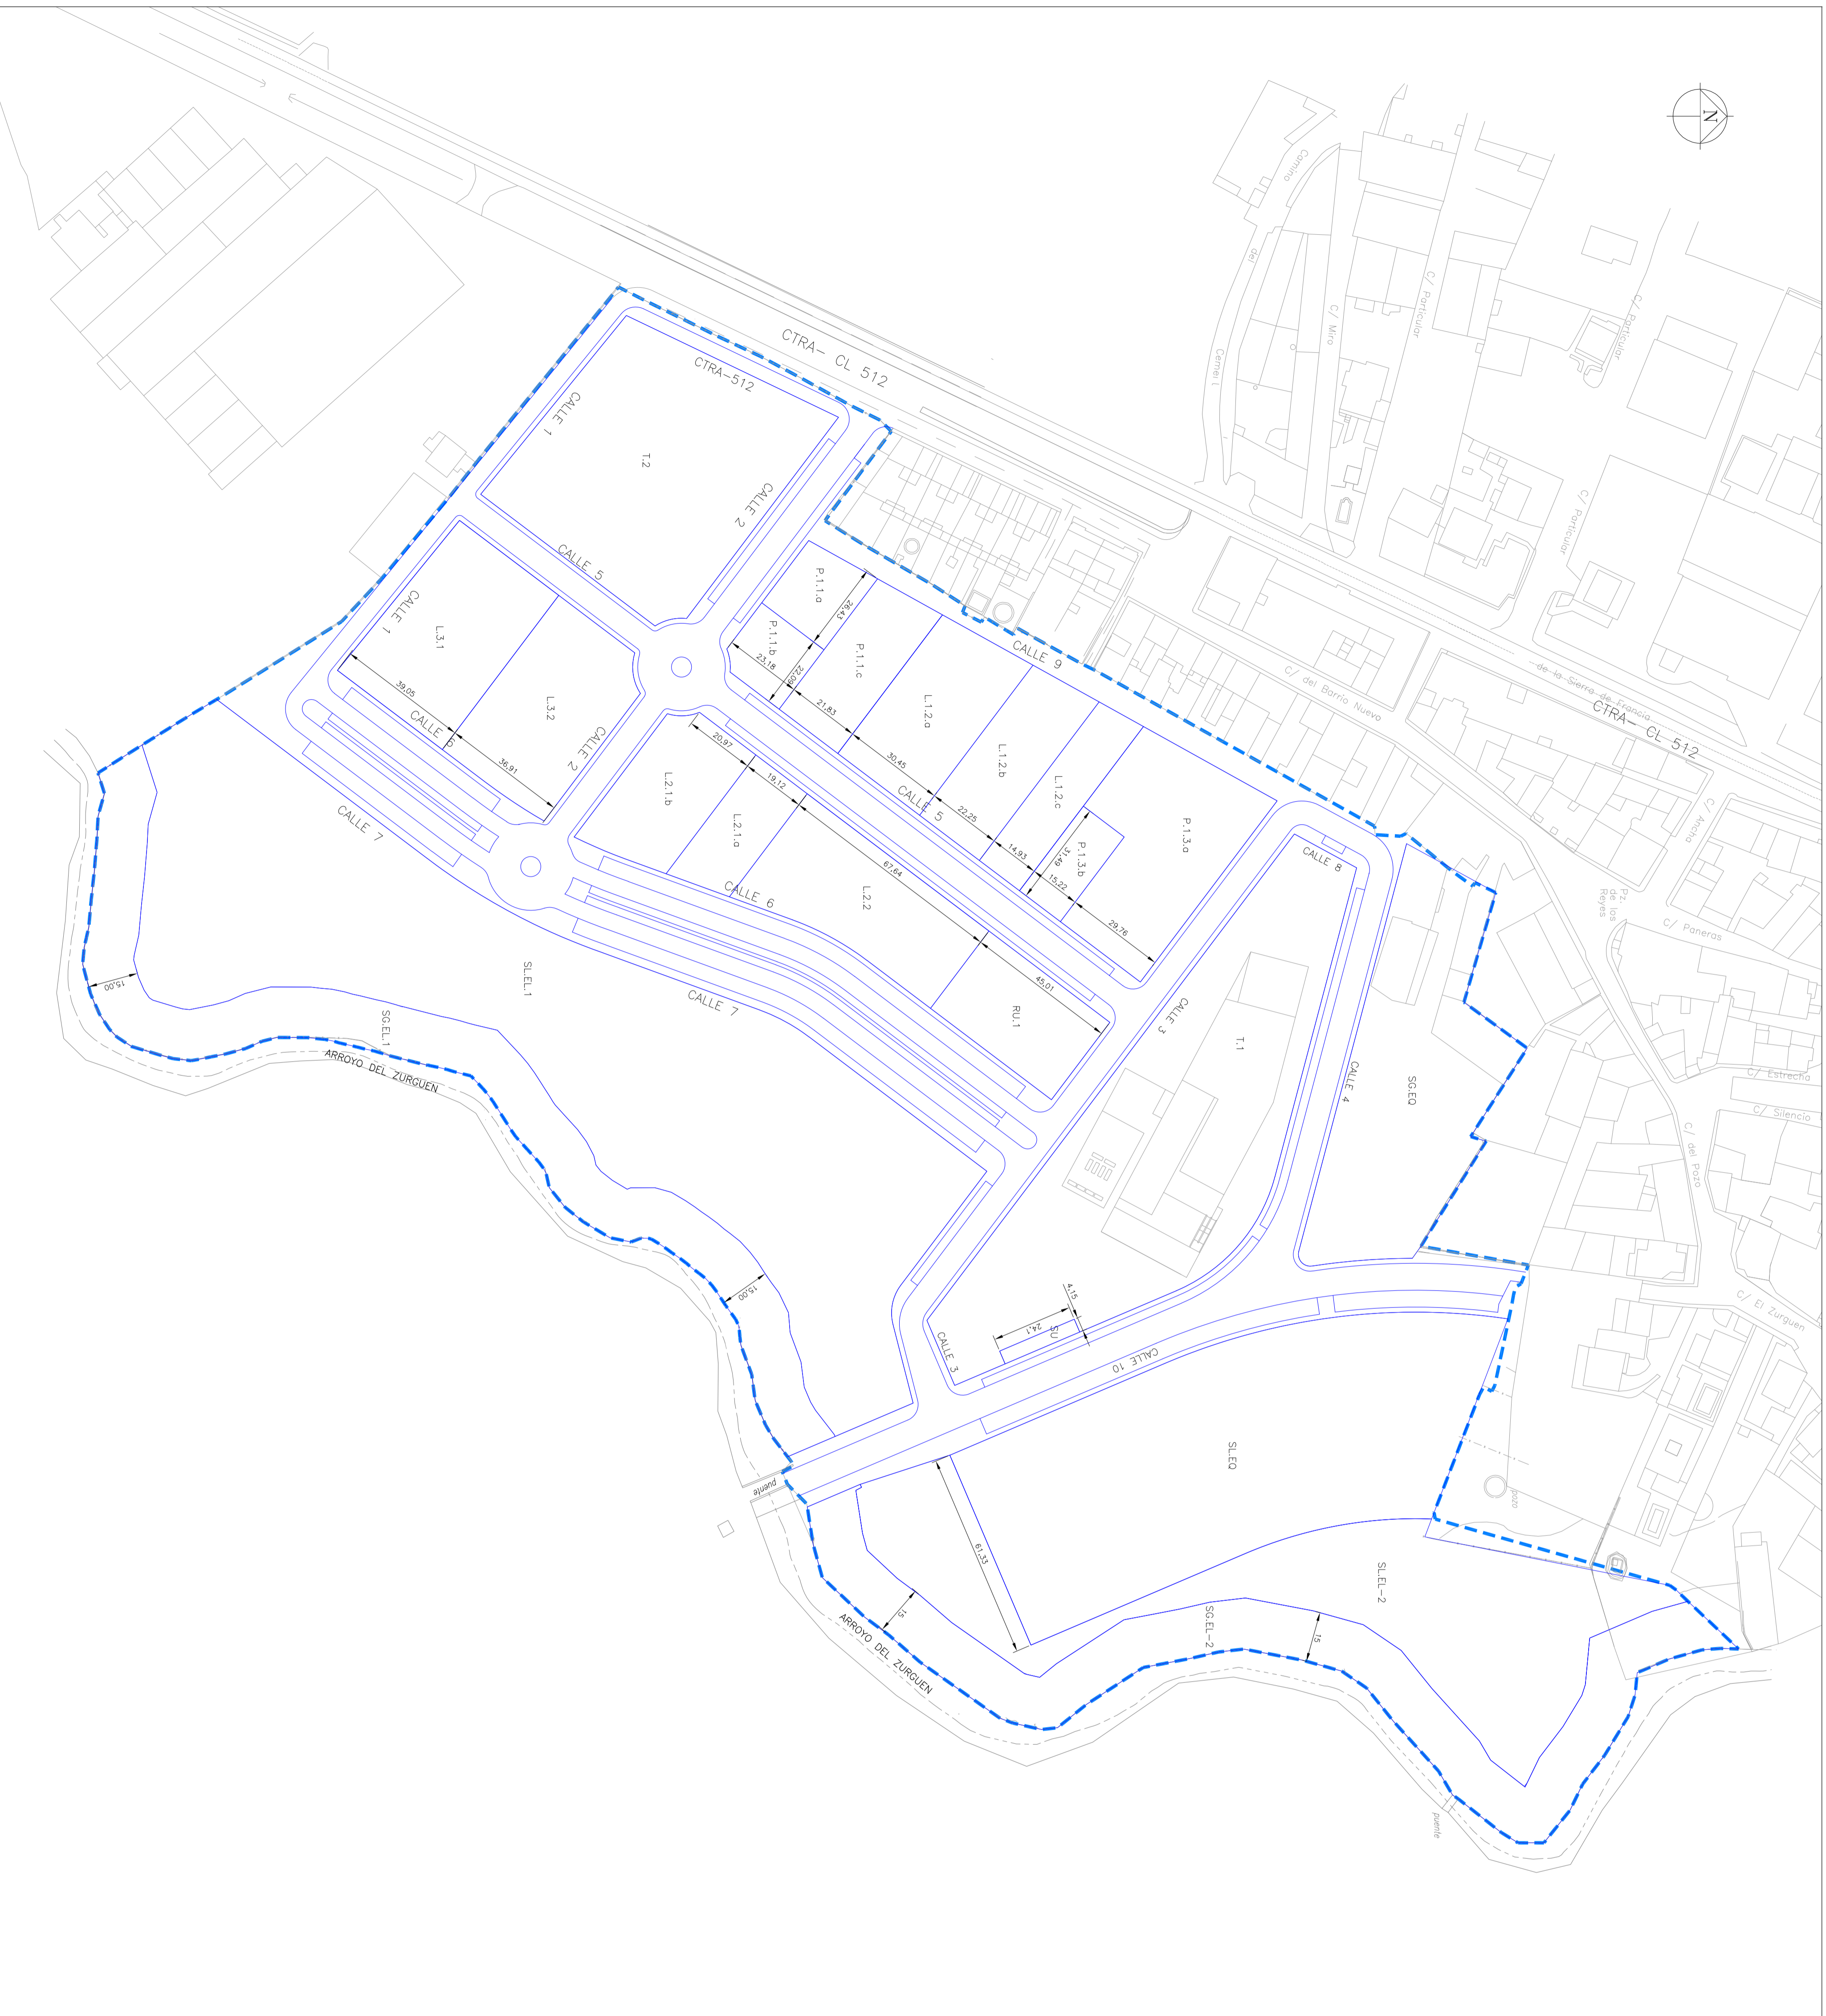 N
Camino
del
Cemei (
C/ Miro
C/ Particular
C/ Particular
C/ Particular
CTRA- CL 512
CTRA-512
CALLE 1
T.2
CALLE 2
CALLE 5
CALLE 1
L.3.1
L.3.2
39,05
CALLE 6
36,91
CALLE 2
CALLE 7
P.1.1.a
26,43
P.1.1.b
22,09
23,18
P.1.1.c
21,83
L.1.2.a
30,45
CALLE 5
L.1.2.b
22,25
L.1.2.c
14,93
31,49
P.1.3.b
15,22
P.1.3.a
29,76
CALLE 9
C/ del Barrio Nuevo
de la Sierra de Francia
CTRA- CL 512
C/ Ancha
Pz.
de los
Reyes
C/ Paneras
C/ Estrecha
C/ Silencio
C/ del Pozo
C/ El Zurguen
20,97
19,12
67,64
45,01
L.2.1.b
L.2.1.a
L.2.2
CALLE 6
RU.1
CALLE 7
CALLE 8
CALLE 3
T.1
CALLE 4
SG.EQ
SL.EL.1
SG.EL.1
15,00
ARROYO DEL ZURGUEN
15,00
4,15
24,1
SU
CALLE 3
CALLE 10
puente
SL.EQ
61,33
pozo
SL.EL-2
SG.EL-2
15
15
ARROYO DEL ZURGUEN
puente